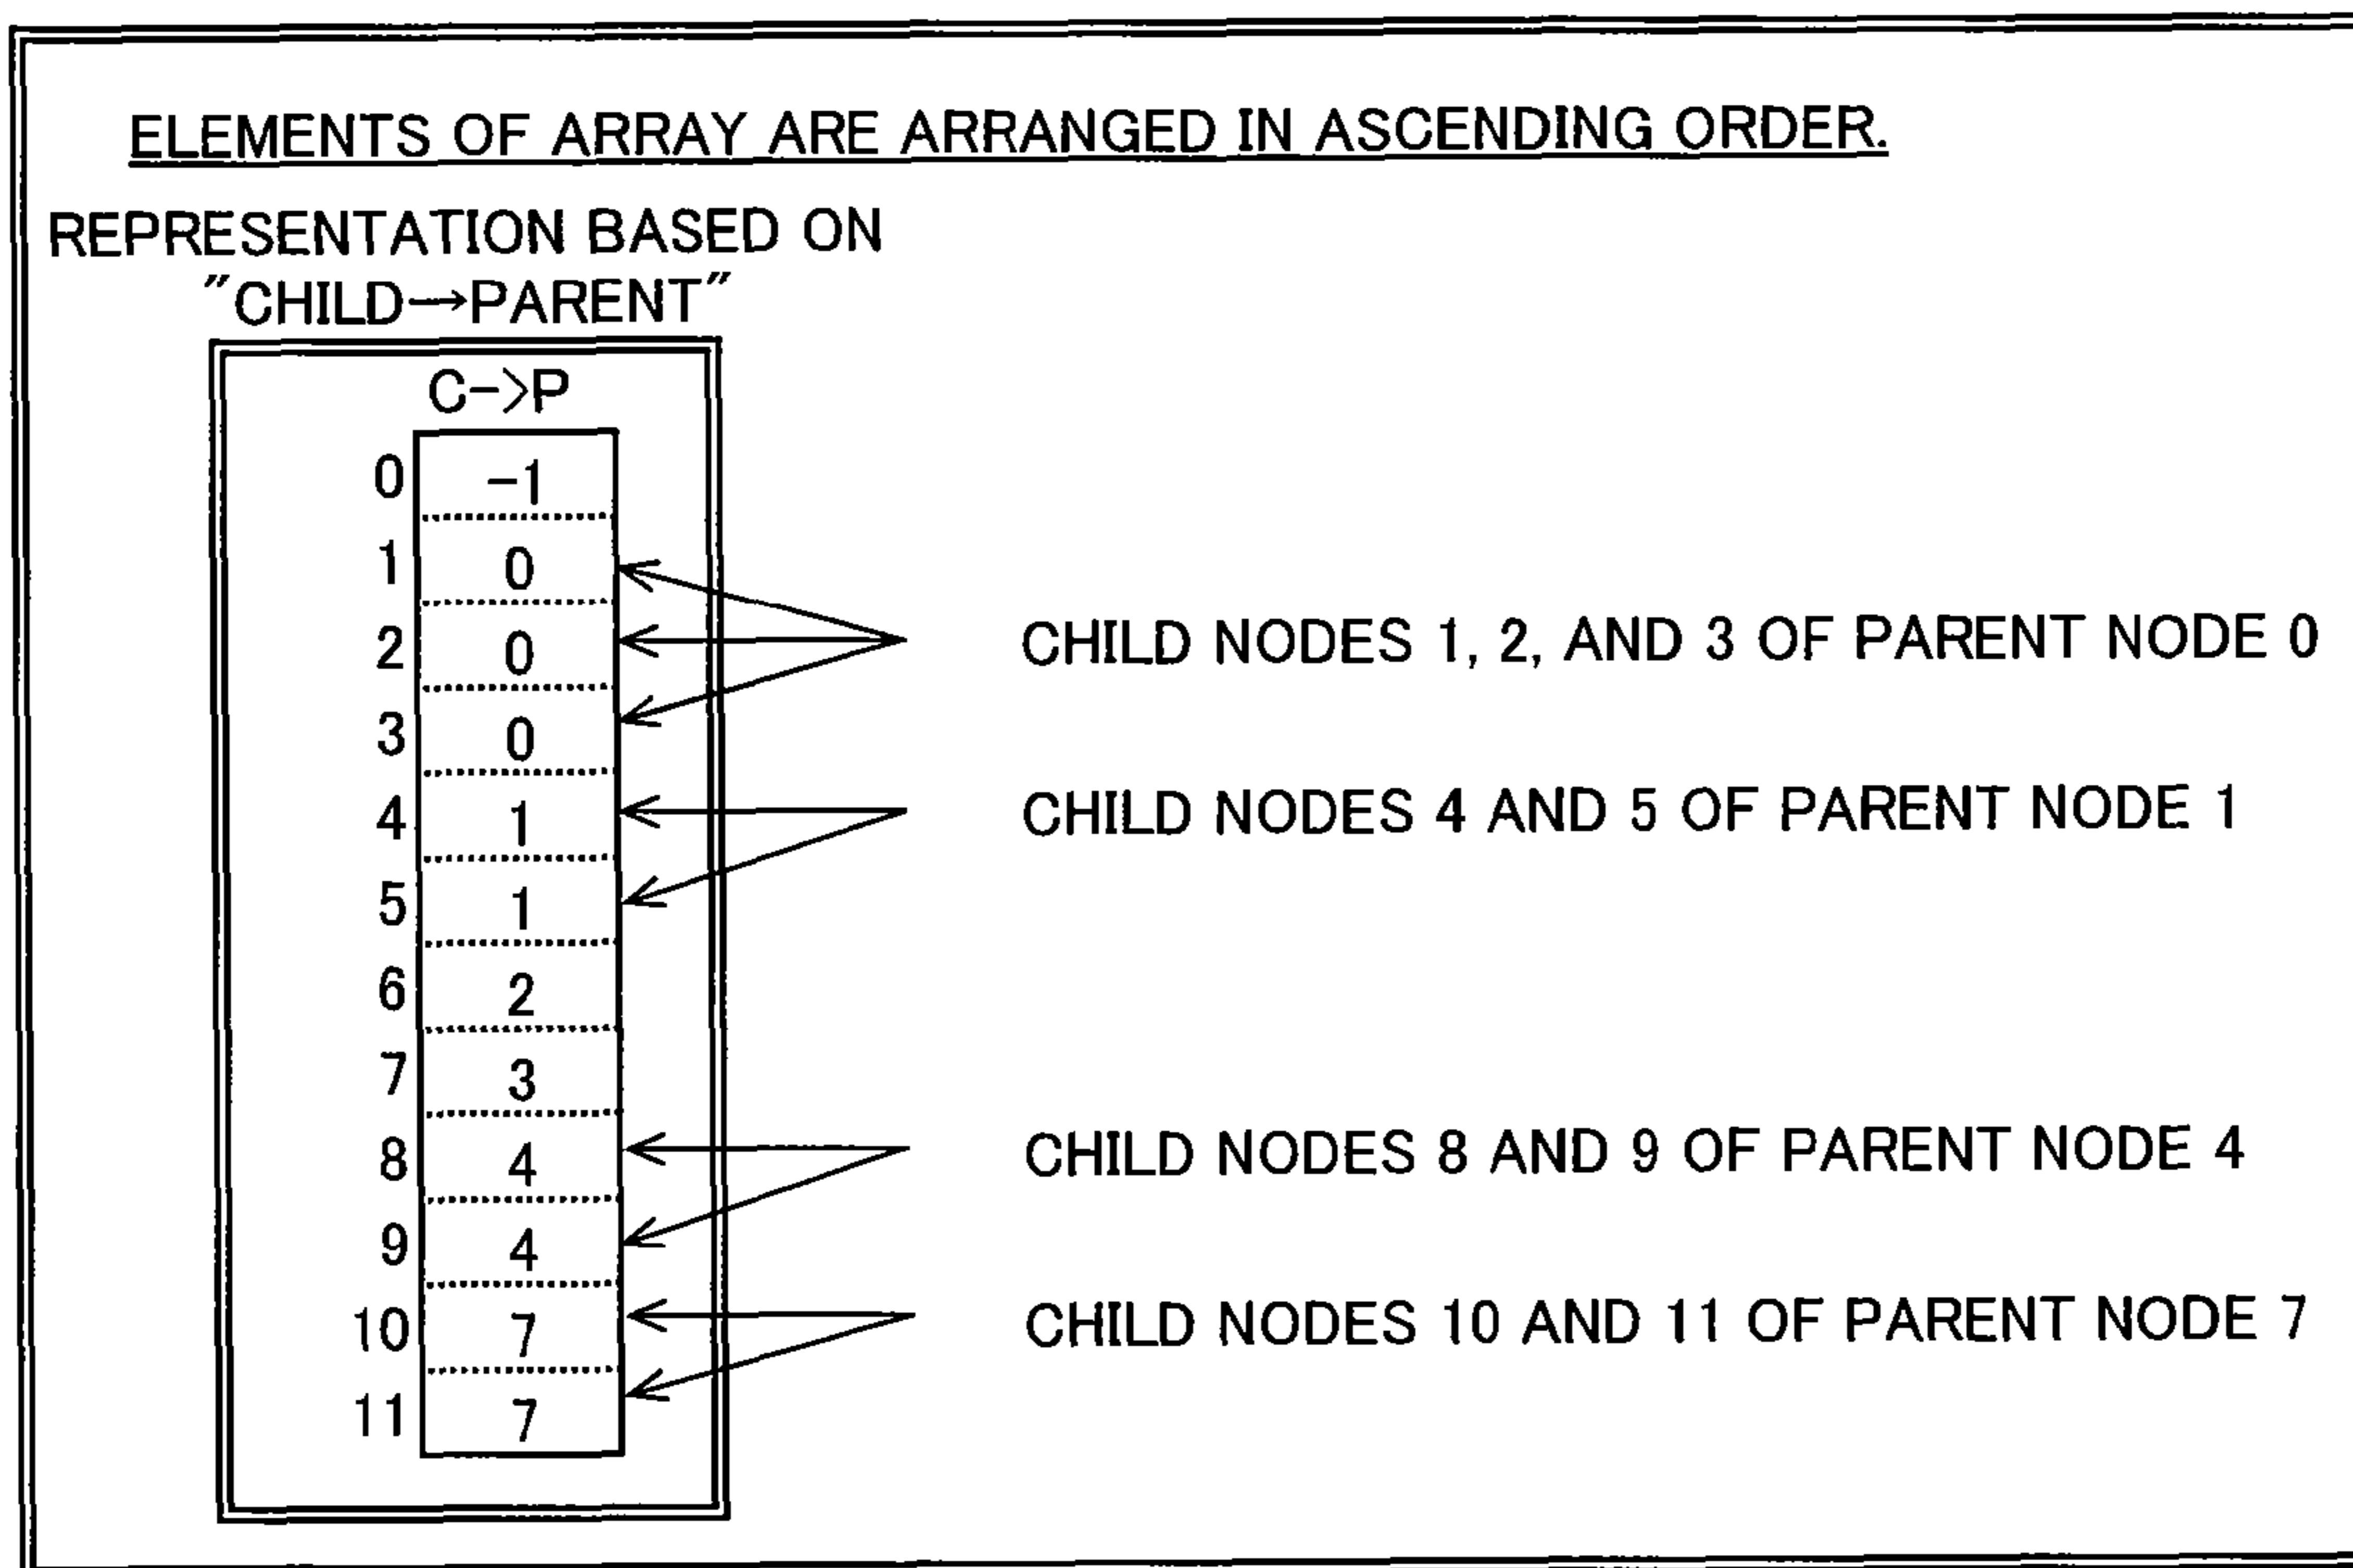 ELEMENTS OF ARRAY ARE ARRANGED IN ASCENDING ORDER.
REPRESENTATION BASED ON
"CHILD→PARENT"
C->P
0 -1
1 0
2 0
CHILD NODES 1, 2, AND 3 OF PARENT NODE 0
3 0
4 1
CHILD NODES 4 AND 5 OF PARENT NODE 1
5 1
6 2
7 3
8 4
CHILD NODES 8 AND 9 OF PARENT NODE 4
9 4
10 7
CHILD NODES 10 AND 11 OF PARENT NODE 7
11 7